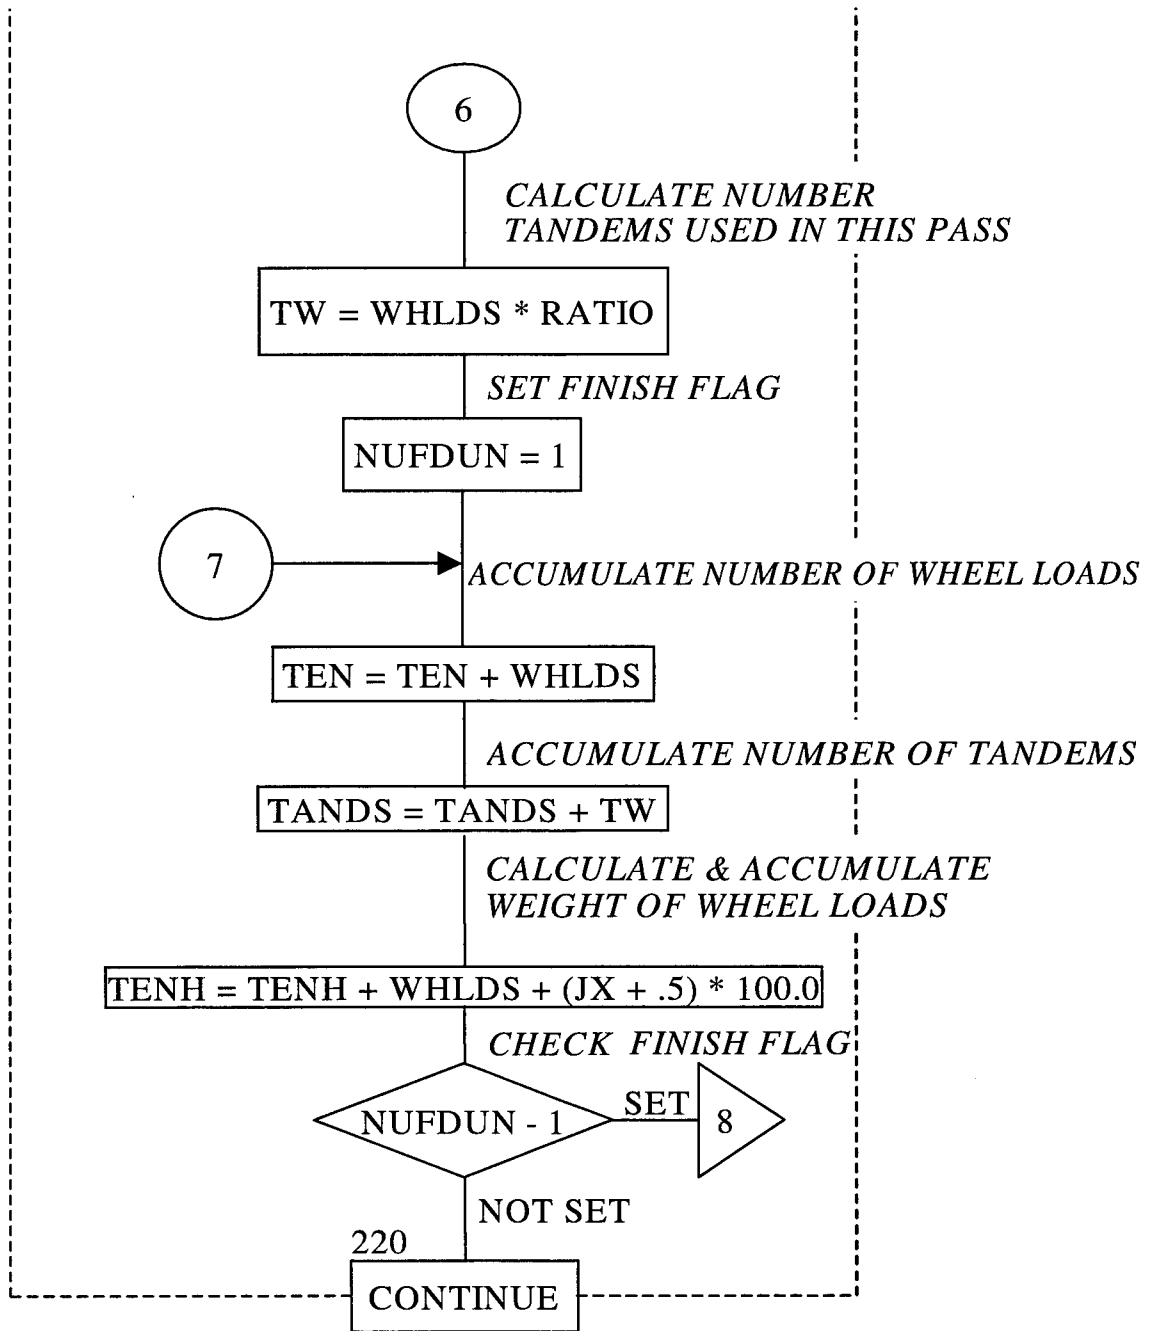 6
CALCULATE NUMBER
TANDEMS USED IN THIS PASS
TW = WHLDS * RATIO
SET FINISH FLAG
NUFDUN = 1
7
ACCUMULATE NUMBER OF WHEEL LOADS
TEN = TEN + WHLDS
ACCUMULATE NUMBER OF TANDEMS
TANDS = TANDS + TW
CALCULATE & ACCUMULATE
WEIGHT OF WHEEL LOADS
TENH = TENH + WHLDS + (JX + .5) * 100.0
CHECK FINISH FLAG
NUFDUN - 1
SET
8
NOT SET
220
CONTINUE